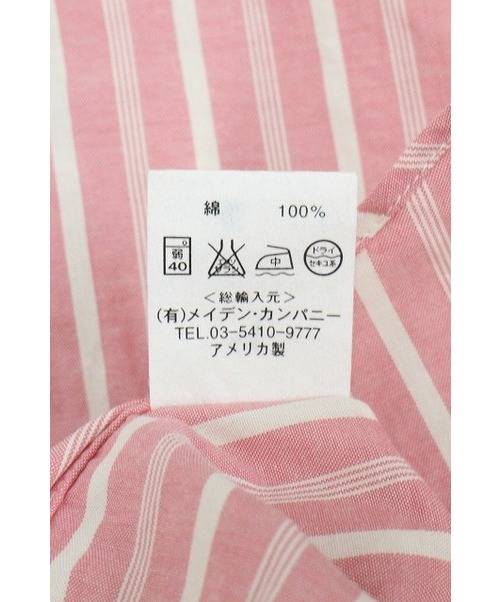 綿 100%
弱 40 中 ドライ セキユ系
＜総輸入元＞
(有)メイデン・カンパニー
TEL.03-5410-9777
アメリカ製